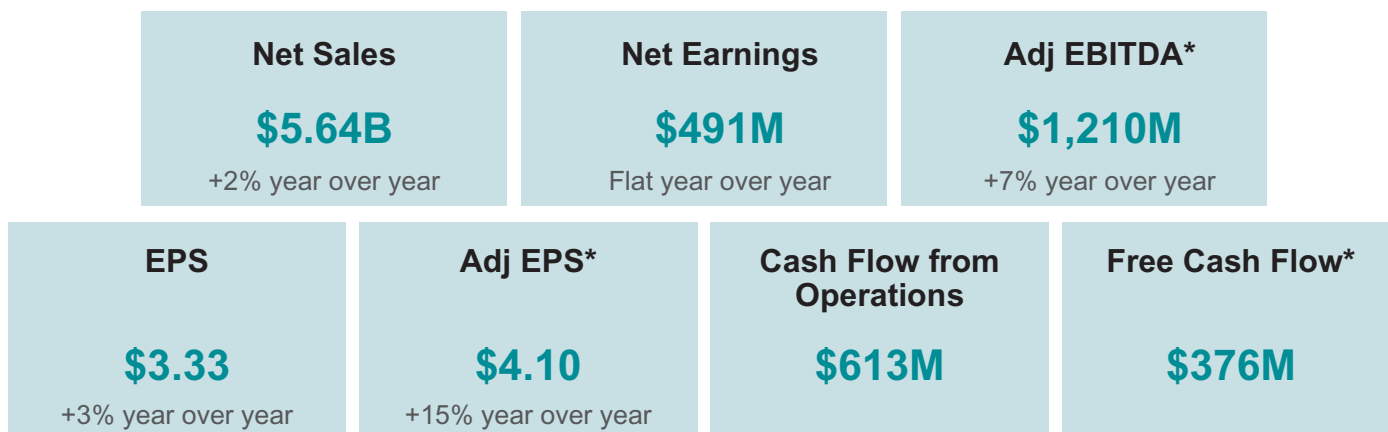 Net Sales
$5.64B
+2% year over year
Net Earnings
$491M
Flat year over year
Adj EBITDA*
$1,210M
+7% year over year
EPS
$3.33
+3% year over year
Adj EPS*
$4.10
+15% year over year
Cash Flow from
Operations
$613M
Free Cash Flow*
$376M